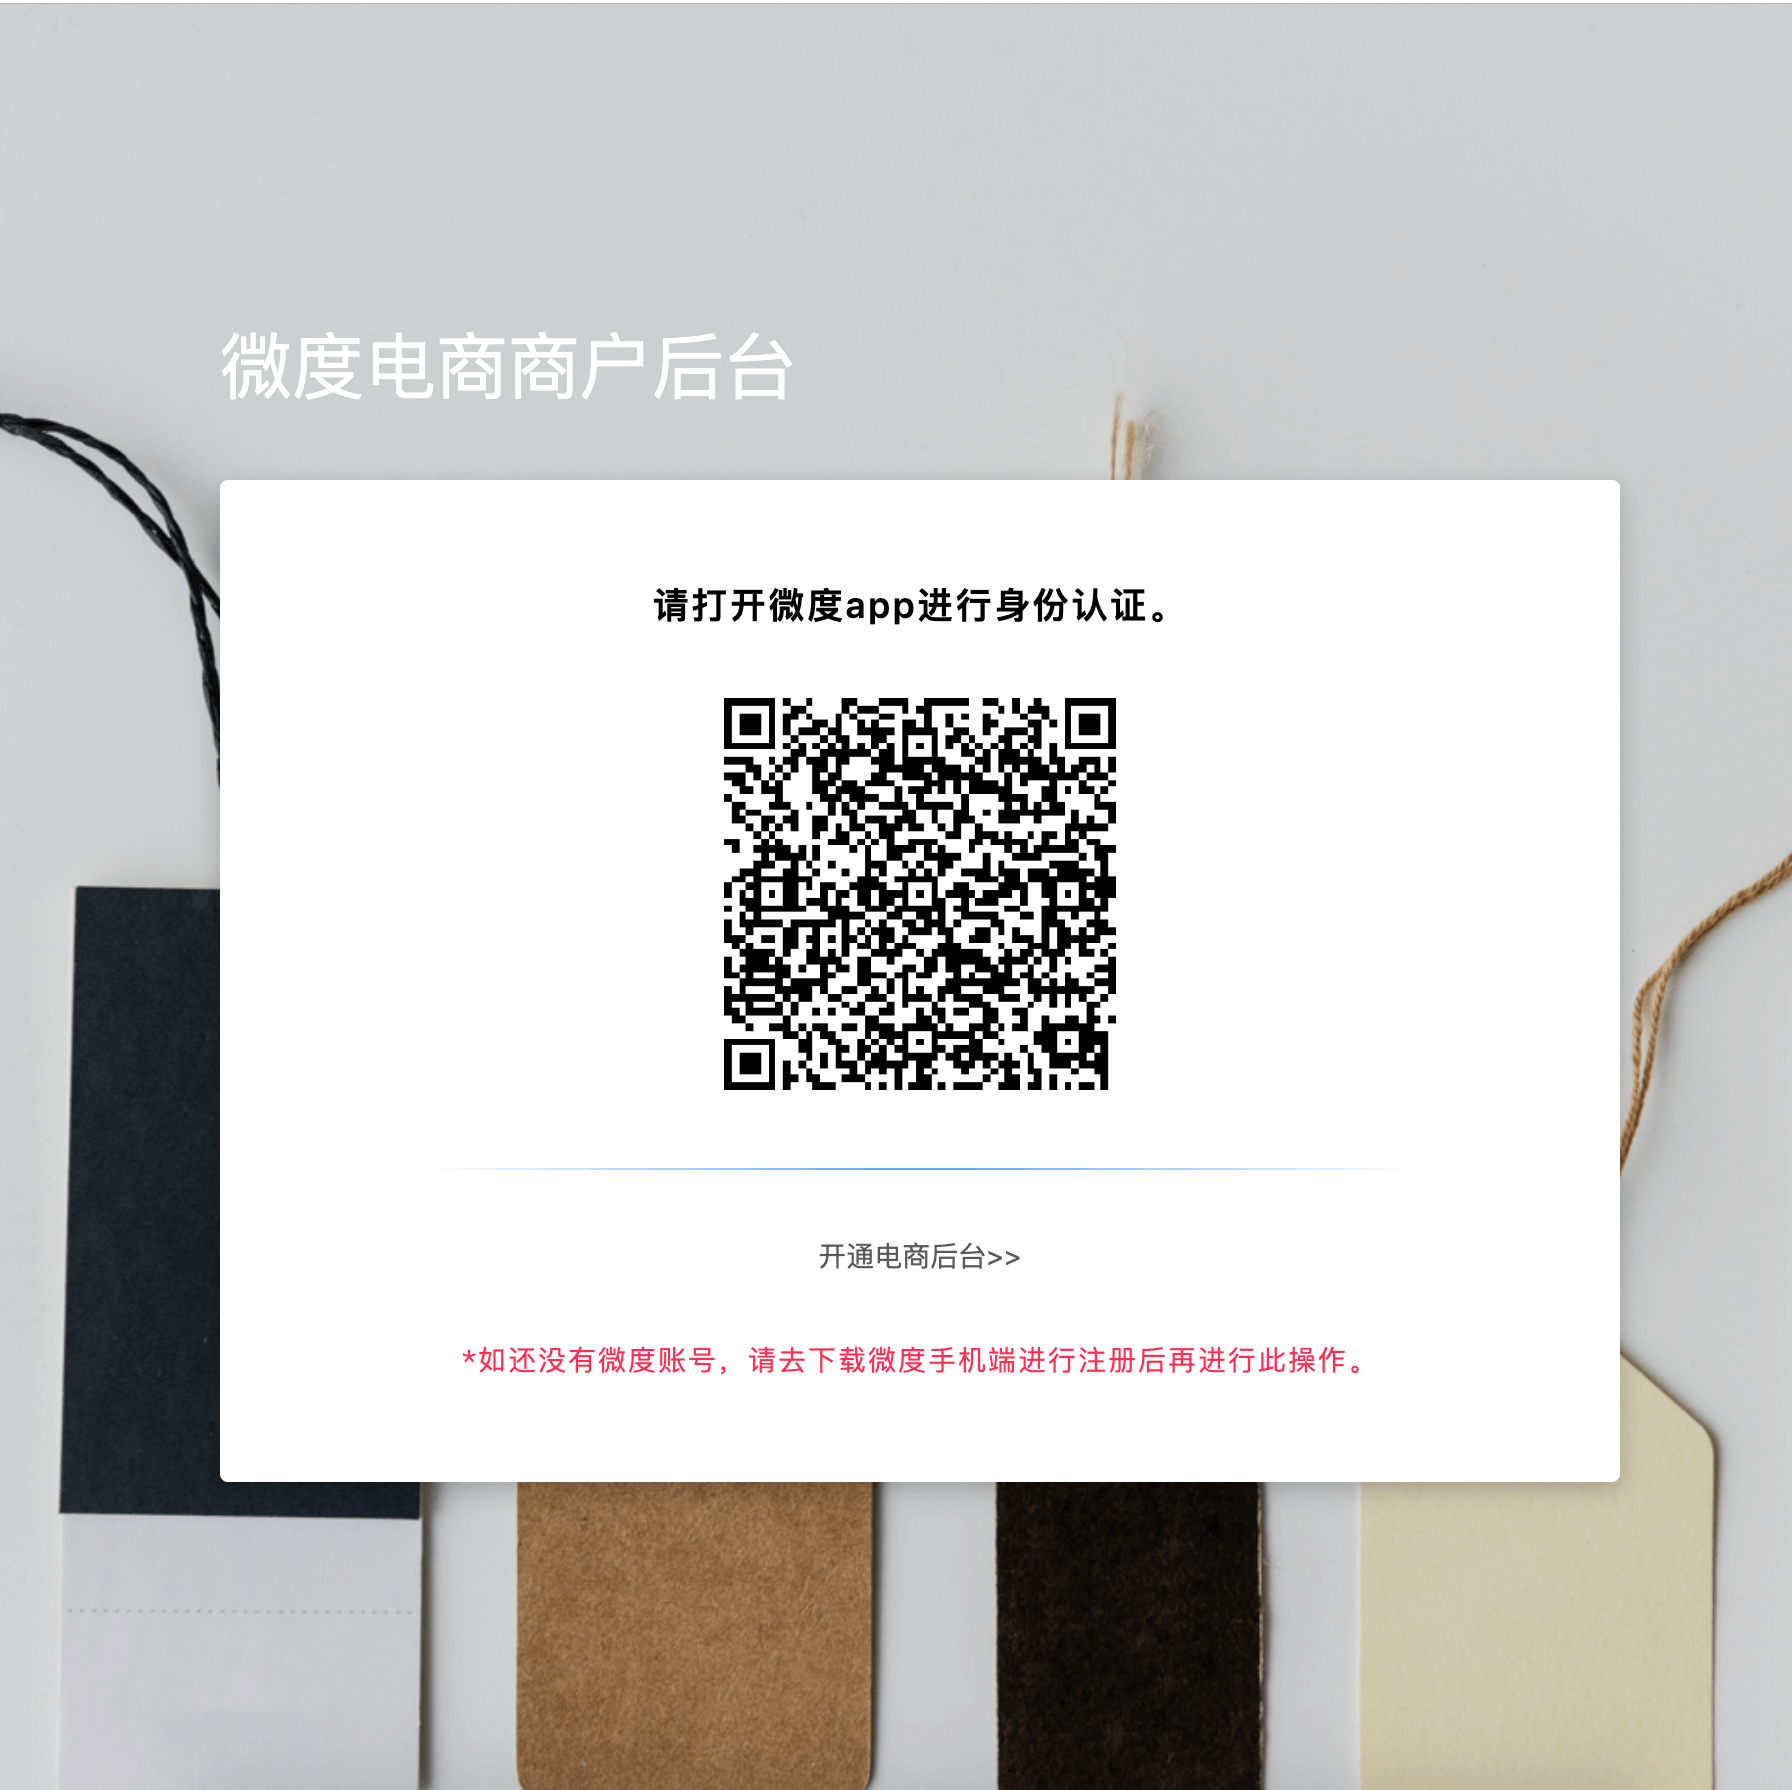 微度电商商户后台
请打开微度app进行身份认证。
开通电商后台>>
*如还没有微度账号，请去下载微度手机端进行注册后再进行此操作。